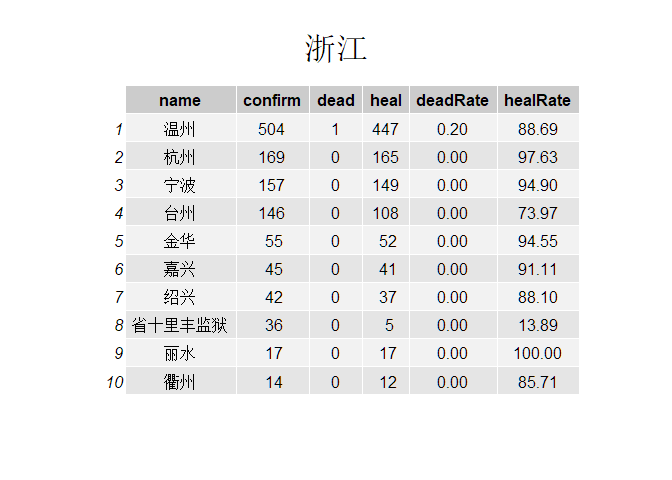 浙江
name confirm dead heal deadRate healRate
1 温州 504 1 447 0.20 88.69
2 杭州 169 0 165 0.00 97.63
3 宁波 157 0 149 0.00 94.90
4 台州 146 0 108 0.00 73.97
5 金华 55 0 52 0.00 94.55
6 嘉兴 45 0 41 0.00 91.11
7 绍兴 42 0 37 0.00 88.10
8 省十里丰监狱 36 0 5 0.00 13.89
9 丽水 17 0 17 0.00 100.00
10 衢州 14 0 12 0.00 85.71